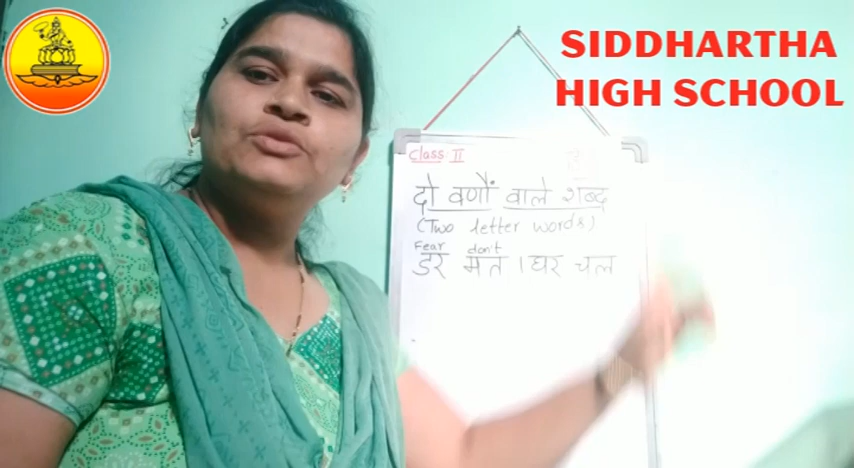 SIDDHARTHA
HIGH SCHOOL
Class II
दो वर्णों वाले शब्द
(Two letter words)
Fear don't
डर मत । घर चल